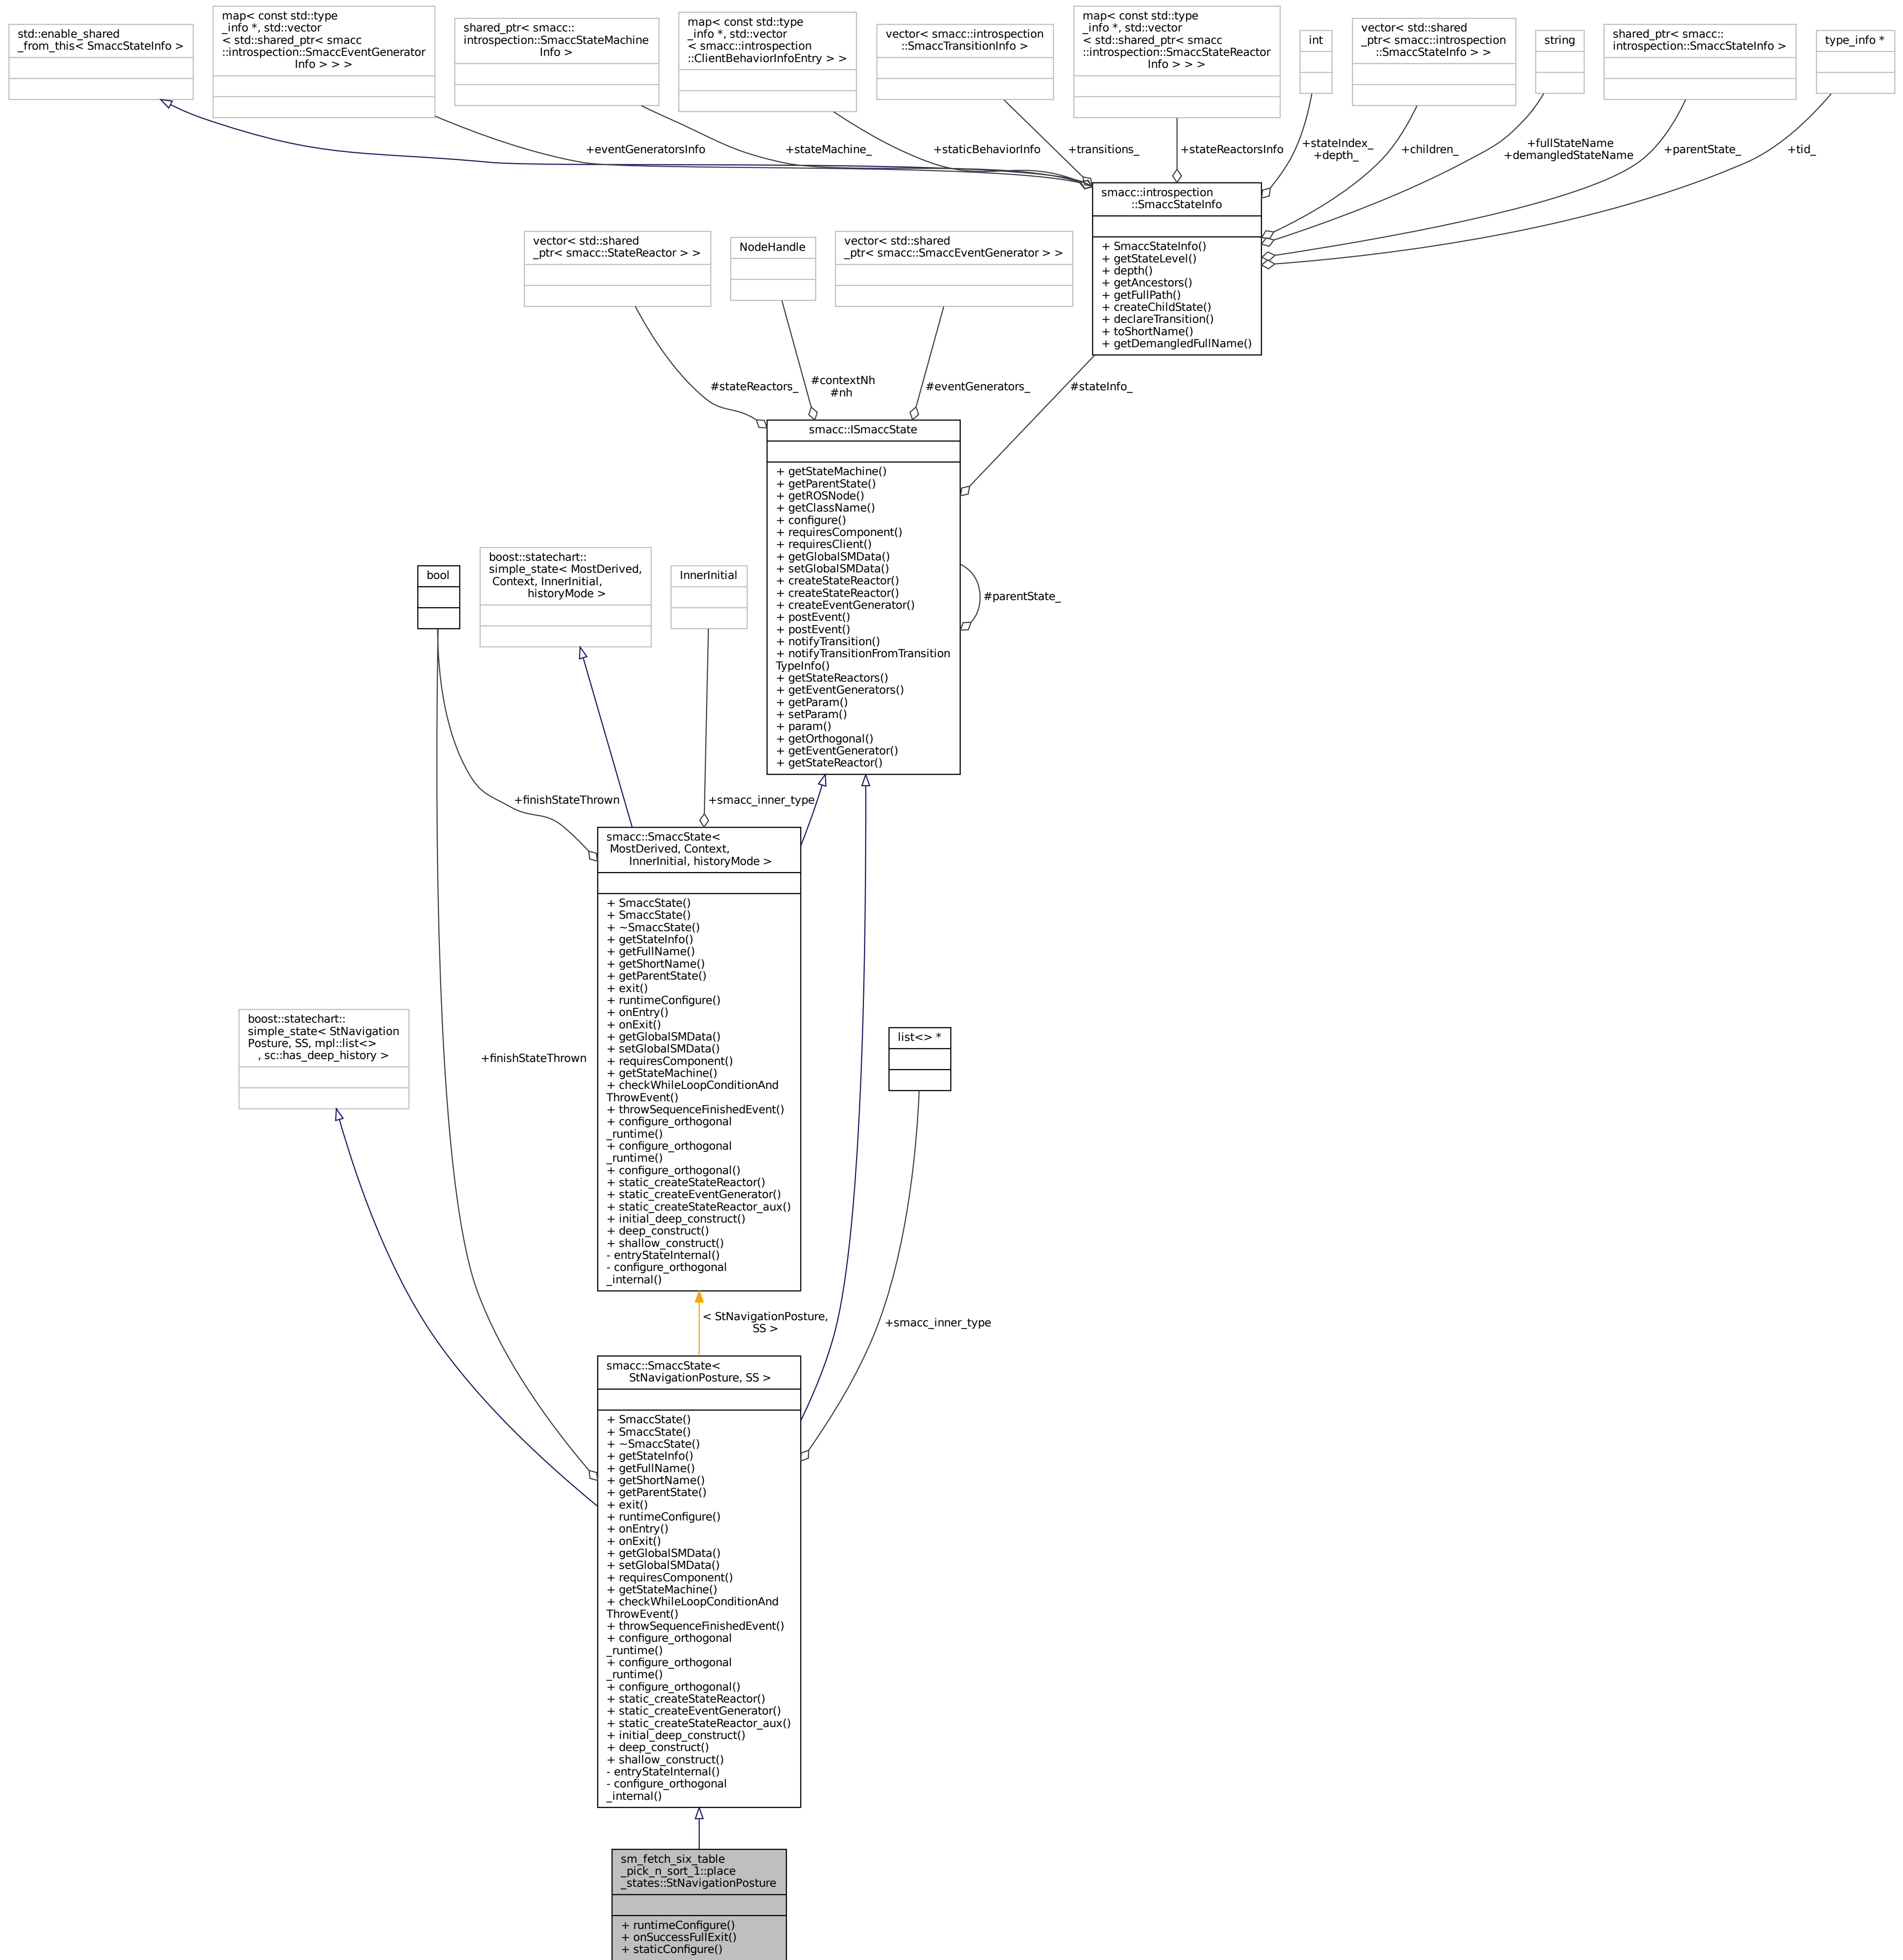 std::enable_shared
_from_this< SmaccStateInfo >
map< const std::type
_info *, std::vector
< std::shared_ptr< smacc
::introspection::SmaccEventGenerator
Info > > >
shared_ptr< smacc::
introspection::SmaccStateMachine
Info >
map< const std::type
_info *, std::vector
< smacc::introspection
::ClientBehaviorInfoEntry > >
vector< smacc::introspection
::SmaccTransitionInfo >
map< const std::type
_info *, std::vector
< std::shared_ptr< smacc
::introspection::SmaccStateReactor
Info > > >
int
vector< std::shared
_ptr< smacc::introspection
::SmaccStateInfo > >
string
shared_ptr< smacc::
introspection::SmaccStateInfo >
type_info *
+eventGeneratorsInfo
+stateMachine_
+staticBehaviorInfo
+transitions_
+stateReactorsInfo
+stateIndex_
+depth_
+children_
+fullStateName
+demangledStateName
+parentState_
+tid_
smacc::introspection
::SmaccStateInfo
+ SmaccStateInfo()
+ getStateLevel()
+ depth()
+ getAncestors()
+ getFullPath()
+ createChildState()
+ declareTransition()
+ toShortName()
+ getDemangledFullName()
vector< std::shared
_ptr< smacc::StateReactor > >
NodeHandle
vector< std::shared
_ptr< smacc::SmaccEventGenerator > >
#stateReactors_
#contextNh
#nh
#eventGenerators_
#stateInfo_
smacc::ISmaccState
+ getStateMachine()
+ getParentState()
+ getROSNode()
+ getClassName()
+ configure()
+ requiresComponent()
+ requiresClient()
+ getGlobalSMData()
+ setGlobalSMData()
+ createStateReactor()
+ createStateReactor()
+ createEventGenerator()
+ postEvent()
+ postEvent()
+ notifyTransition()
+ notifyTransitionFromTransition
TypeInfo()
+ getStateReactors()
+ getEventGenerators()
+ getParam()
+ setParam()
+ param()
+ getOrthogonal()
+ getEventGenerator()
+ getStateReactor()
#parentState_
bool
boost::statechart::
simple_state< MostDerived,
Context, InnerInitial,
historyMode >
InnerInitial
+finishStateThrown
+smacc_inner_type
smacc::SmaccState<
MostDerived, Context,
InnerInitial, historyMode >
+ SmaccState()
+ SmaccState()
+ ~SmaccState()
+ getStateInfo()
+ getFullName()
+ getShortName()
+ getParentState()
+ exit()
+ runtimeConfigure()
+ onEntry()
+ onExit()
+ getGlobalSMData()
+ setGlobalSMData()
+ requiresComponent()
+ getStateMachine()
+ checkWhileLoopConditionAnd
ThrowEvent()
+ throwSequenceFinishedEvent()
+ configure_orthogonal
_runtime()
+ configure_orthogonal
_runtime()
+ configure_orthogonal()
+ static_createStateReactor()
+ static_createEventGenerator()
+ static_createStateReactor_aux()
+ initial_deep_construct()
+ deep_construct()
+ shallow_construct()
- entryStateInternal()
- configure_orthogonal
_internal()
boost::statechart::
simple_state< StNavigation
Posture, SS, mpl::list<>
, sc::has_deep_history >
+finishStateThrown
list<> *
< StNavigationPosture,
SS >
+smacc_inner_type
smacc::SmaccState<
StNavigationPosture, SS >
+ SmaccState()
+ SmaccState()
+ ~SmaccState()
+ getStateInfo()
+ getFullName()
+ getShortName()
+ getParentState()
+ exit()
+ runtimeConfigure()
+ onEntry()
+ onExit()
+ getGlobalSMData()
+ setGlobalSMData()
+ requiresComponent()
+ getStateMachine()
+ checkWhileLoopConditionAnd
ThrowEvent()
+ throwSequenceFinishedEvent()
+ configure_orthogonal
_runtime()
+ configure_orthogonal
_runtime()
+ configure_orthogonal()
+ static_createStateReactor()
+ static_createEventGenerator()
+ static_createStateReactor_aux()
+ initial_deep_construct()
+ deep_construct()
+ shallow_construct()
- entryStateInternal()
- configure_orthogonal
_internal()
sm_fetch_six_table
_pick_n_sort_1::place
_states::StNavigationPosture
+ runtimeConfigure()
+ onSuccessFullExit()
+ staticConfigure()